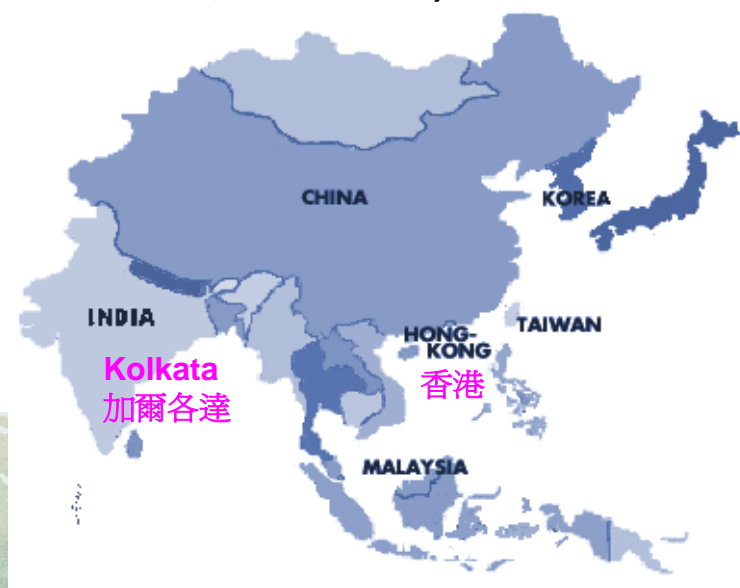 CHINA
KOREA
INDIA
TAIWAN
HONG-
KONG
Kolkata
加爾各達
香港
MALAYSIA